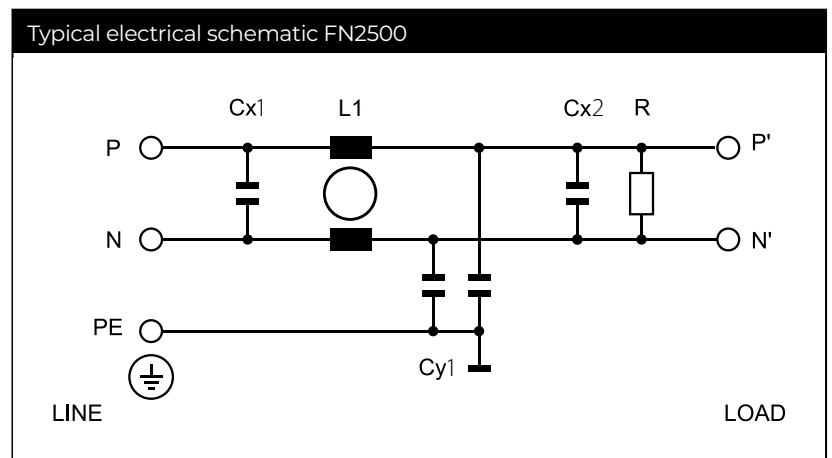 Typical electrical schematic FN2500
Cx1 L1 Cx2 R
P P'
N N'
PE
Cy1
LINE LOAD